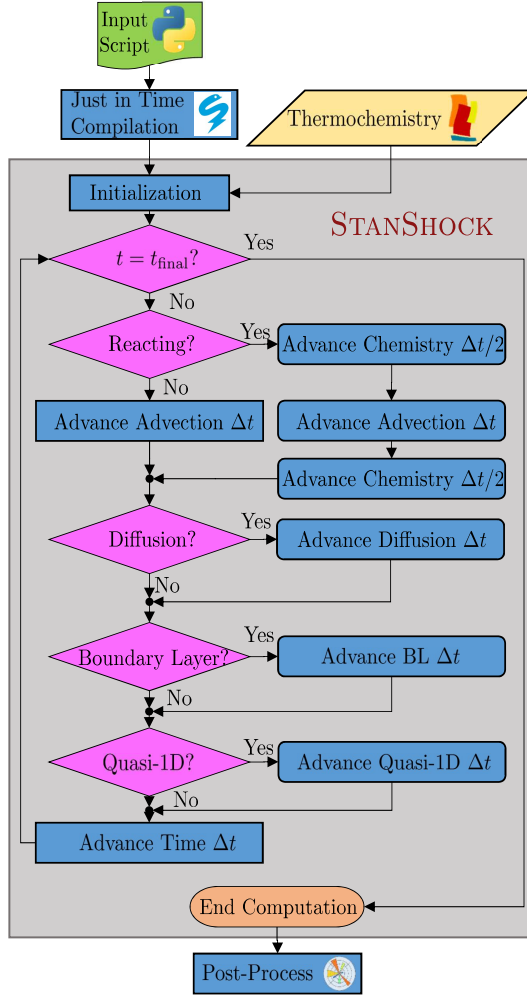 Input
Script
Just in Time
Compilation
Thermochemistry
Initialization
STANSHOCK
t = t_final?
Yes
No
Reacting?
Yes
Advance Chemistry Δt/2
No
Advance Advection Δt
Advance Advection Δt
Advance Chemistry Δt/2
Diffusion?
Yes
Advance Diffusion Δt
No
Boundary Layer?
Yes
Advance BL Δt
No
Quasi-1D?
Yes
Advance Quasi-1D Δt
No
Advance Time Δt
End Computation
Post-Process